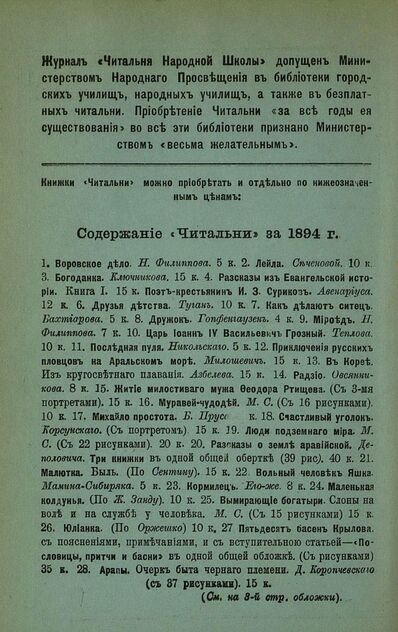 Журналъ «Читальня Народной Школы» допущенъ Мини-
стерствомъ Народнаго Просвѣщенія въ библіотеки город-
скихъ училищъ, народныхъ училищъ, а также въ безплат-
ныхъ читальни. Пріобрѣтеніе Читальни «за всѣ годы ея
существованія» во всѣ эти библіотеки признано Министер-
ствомъ «весьма желательнымъ».
Книжки «Читальни» можно пріобрѣтать и отдѣльно по нижеозначен-
нымъ цѣнамъ:
Содержаніе «Читальни» за 1894 г.
1. Воровское дѣло. Н. Филиппова. 5 к. 2. Лейла. Сѣченовой. 10 к.
3. Богоданка. Ключникова. 15 к. 4. Разсказы изъ Евангельской исто-
ріи. Книга I. 15 к. Поэтъ-крестьянинъ И. З. Суриковъ. Авенаріуса.
12 к. 6. Друзья дѣтства. Туганъ. 10 к. 7. Какъ дѣлаютъ ситецъ.
Бахтіарова. 5 к. 8. Дружокъ. Гопфенгаузенъ. 4 к. 9. Міроѣдъ. Н.
Филиппова. 7 к. 10. Царь Іоаннъ IV Васильевичъ Грозный. Теплова.
10 к. 11. Послѣдняя пуля. Никольскаго. 5 к. 12. Приключенія русскихъ
пловцовъ на Аральскомъ морѣ. Милошевичъ. 15 к. 13. Въ Кореѣ.
Изъ кругосвѣтнаго плаванія. Азбелева. 15 к. 14. Радзіо. Овсянни-
кова. 8 к. 15. Житіе милостиваго мужа Феодора Ртищева. (Съ 3-мя
портретами). 15 к. 16. Муравей-чудодѣй. М. С. (Съ 16 рисунками).
10 к. 17. Михайло простота. Б. Прусс к. 18. Счастливый уголокъ.
Корсунскаго. (Съ портретомъ) 15 к. 19. Люди подземнаго міра. М.
С. (Съ 22 рисунками). 20 к. 20. Разсказы о землѣ аравійской. Де-
половича. Три книжки въ одной общей оберткѣ (39 рис). 40 к. 21.
Малютка. Быль. (По Сентину). 15 к. 22. Вольный человѣкъ Яшка.
Мамина-Сибиряка. 5 к. 23. Кормилецъ. Его-же. 8 к. 24. Маленькая
колдунья. (По Ж. Занду). 10 к. 25. Вымирающіе богатыри. Слоны на
волѣ и на службѣ у человѣка. М. С. (Съ 15 рисунками) 15 к.
26. Юліанка. (По Оржешко) 10 к, 27 Пятьдесятъ басенъ Крылова.
съ поясненіями, примѣчаніями, и съ вступительною статьею—«По-
словицы, притчи и басни» въ одной общей обложкѣ. (Съ рисунками)
35 к. 28. Арапы. Очеркъ быта чернаго племени. Д. Коропчевскаго
(съ 37 рисунками). 15 к.
(См. на 3-й стр. обложки).